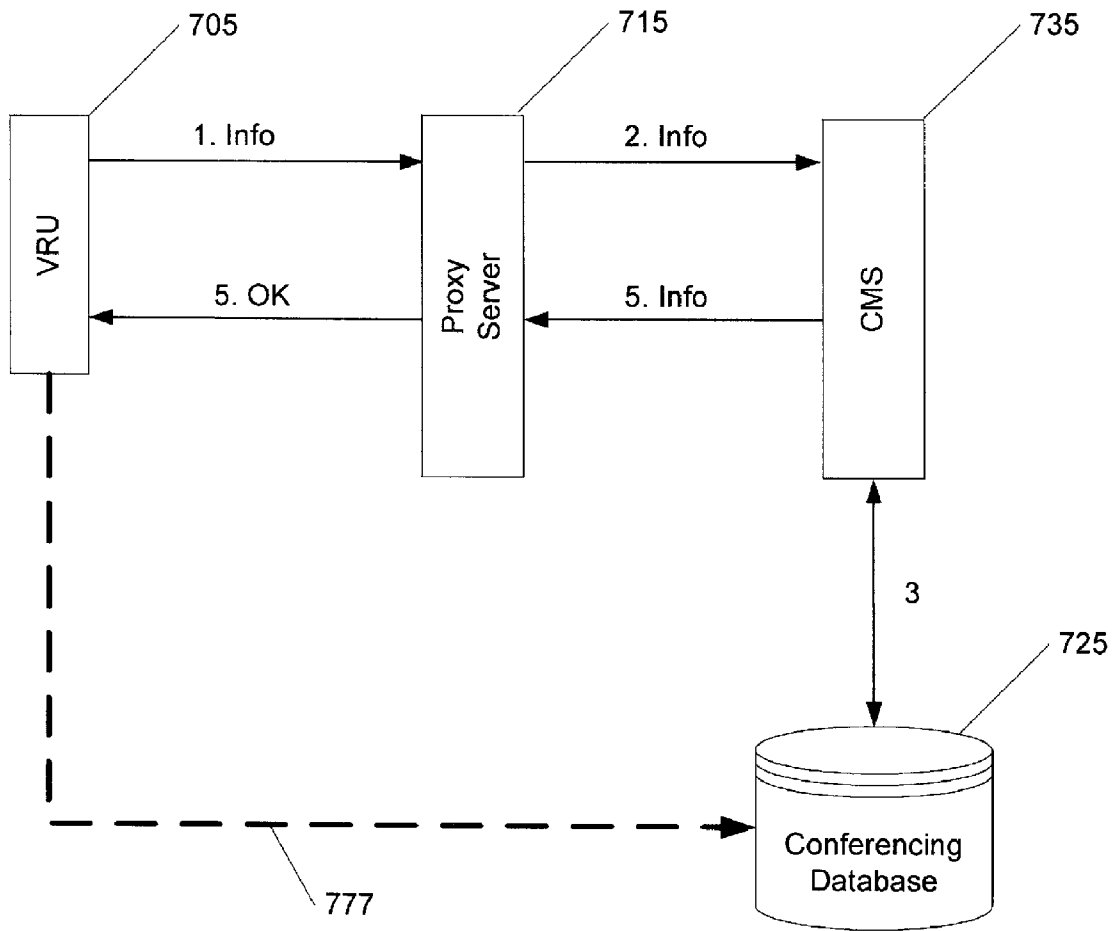 705
715
735
1. Info
2. Info
VRU
Proxy
Server
CMS
5. OK
5. Info
3
725
Conferencing
Database
777